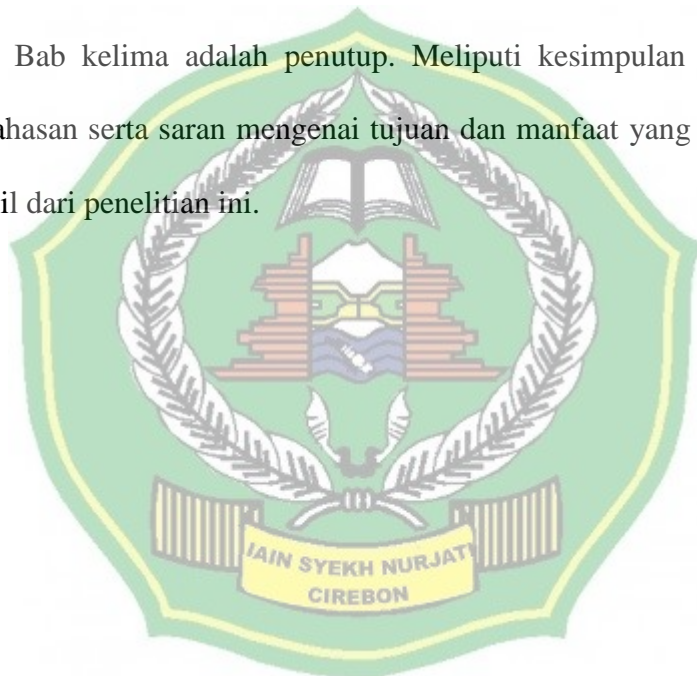 Bab kelima adalah penutup. Meliputi kesimpulan
ahasan serta saran mengenai tujuan dan manfaat yang
il dari penelitian ini.
IAIN SYEKH NURJATI
CIREBON